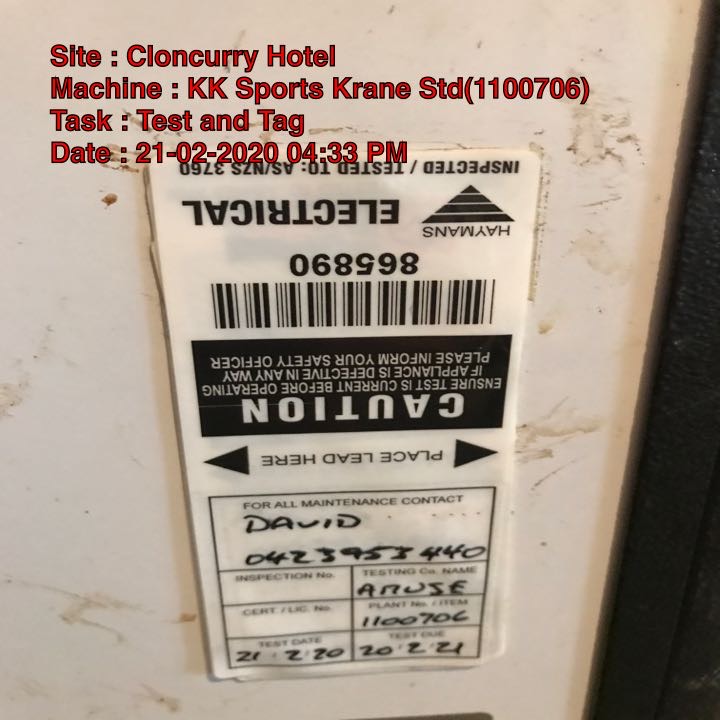 Site : Cloncurry Hotel
Machine : KK Sports Krane Std(1100706)
Task : Test and Tag
Date : 21-02-2020 04:33 PM
INSPECTED / TESTED TO: AS/NZS 3760
HAYMANS
ELECTRICAL
865890
PLEASE INFORM YOUR SAFETY OFFICER
IF APPLIANCE IS DEFECTIVE IN ANY WAY
ENSURE TEST IS CURRENT BEFORE OPERATING
CAUTION
PLACE LEAD HERE
FOR ALL MAINTENANCE CONTACT
DAVID
0423953440
INSPECTION No.
TESTING Co. NAME
AMUSE
CERT / LIC. No.
PLANT No. / ITEM
1100706
TEST DATE
TEST DUE
21 2 20
20 2 21